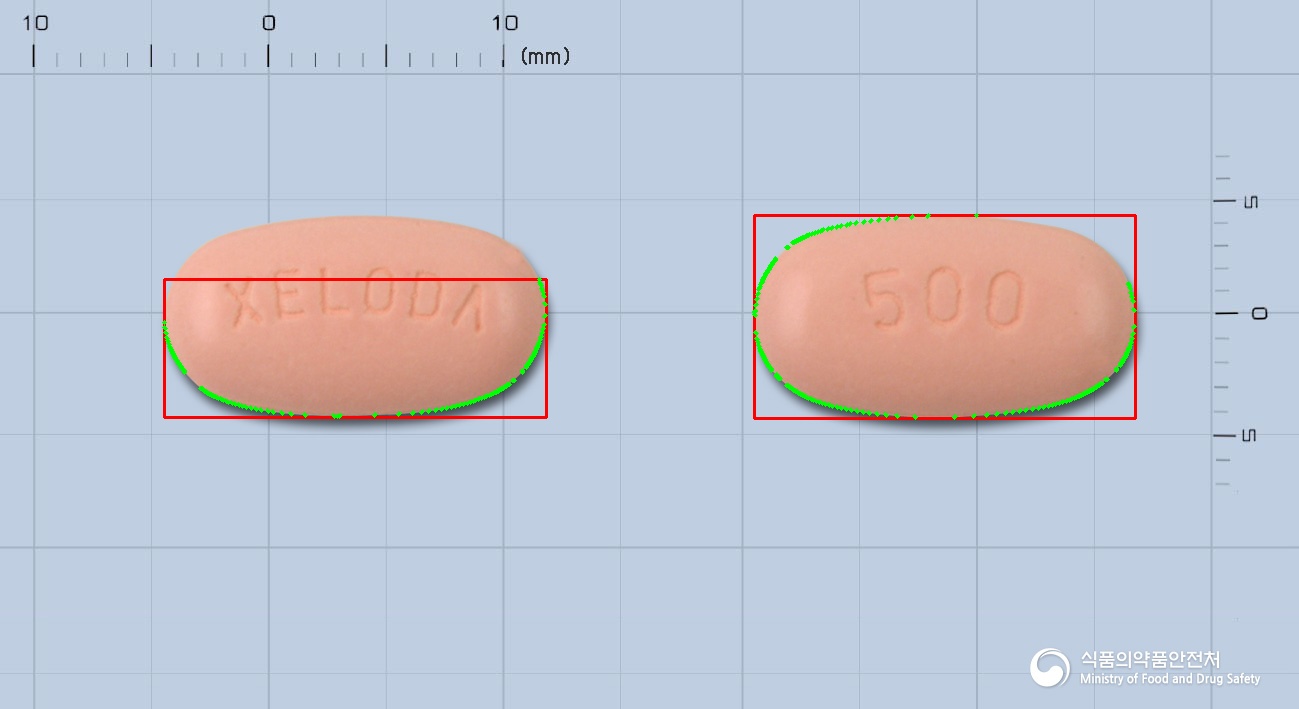 10 0 10
(mm)
XELODA
500
5
0
5
식품의약품안전처
Ministry of Food and Drug Safety